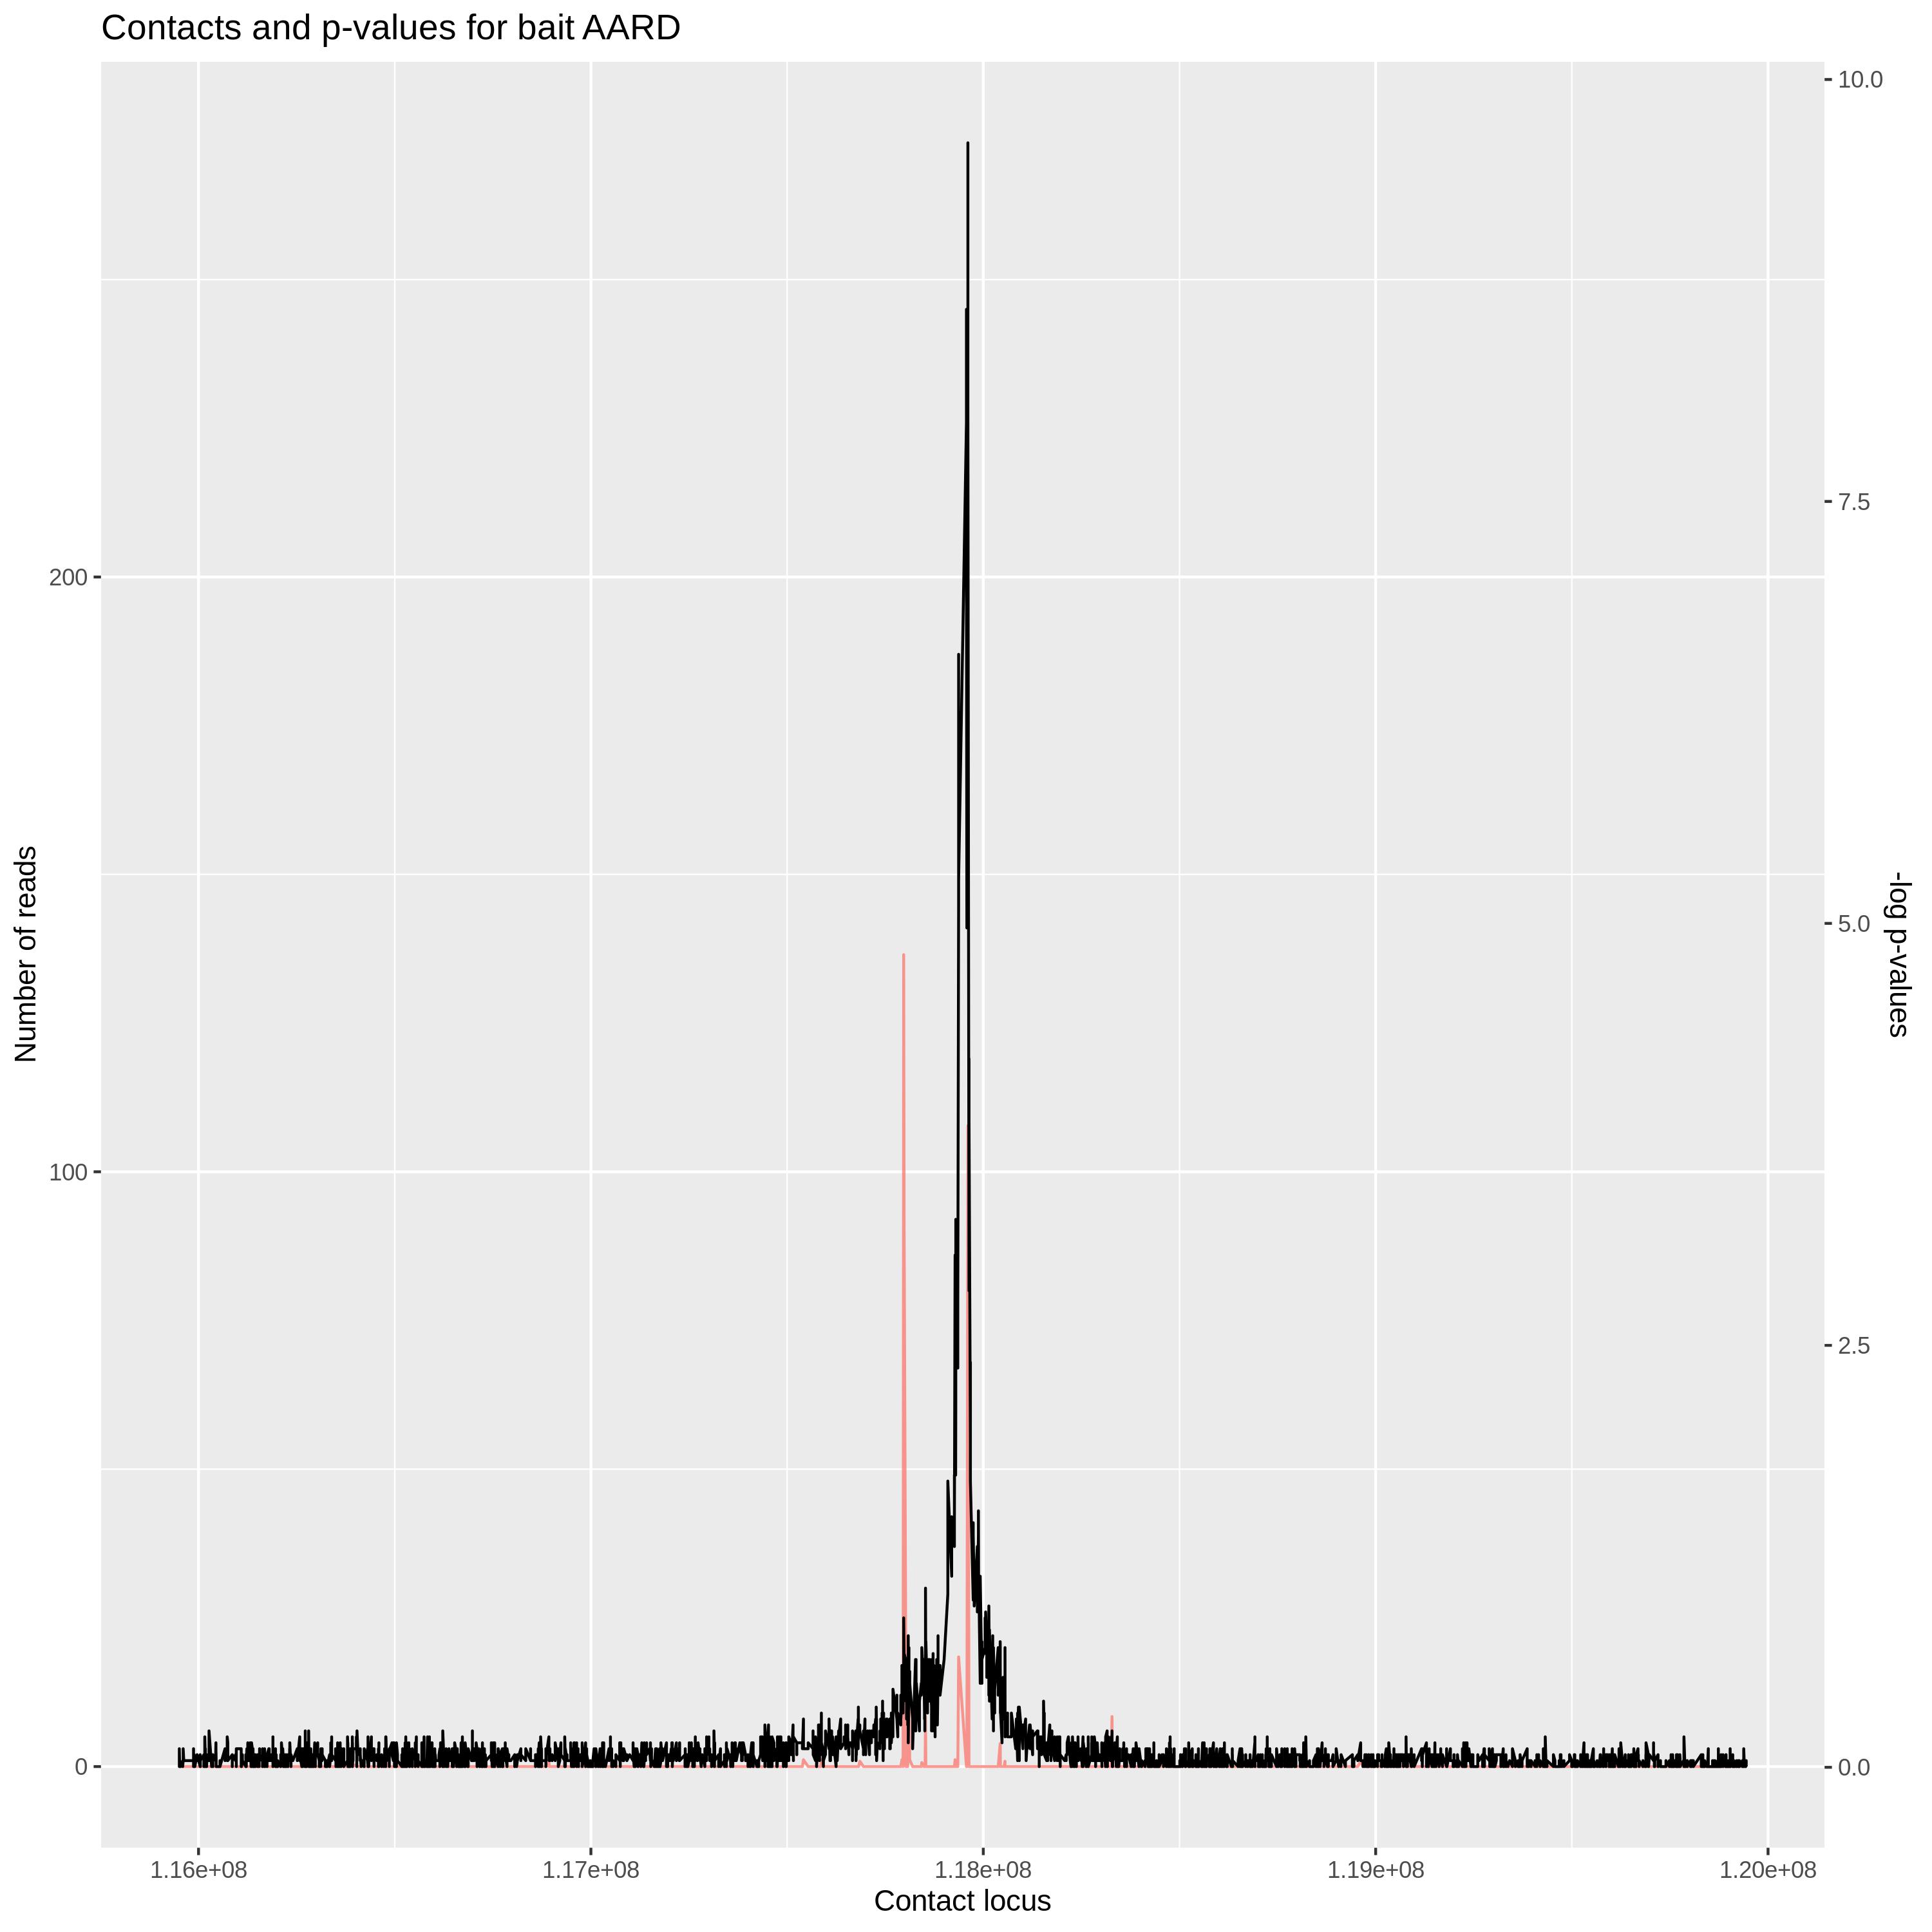 Contacts and p-values for bait AARD
10.0
7.5
200
5.0
Number of reads
-log p-values
100
2.5
0
0.0
1.16e+08 1.17e+08 1.18e+08 1.19e+08 1.20e+08
Contact locus